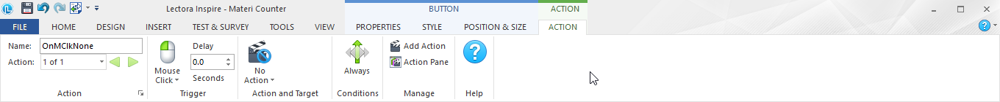 Lectora Inspire - Materi Counter
BUTTON
ACTION
FILE HOME DESIGN INSERT TEST & SURVEY TOOLS VIEW PROPERTIES STYLE POSITION & SIZE ACTION
Name: OnMClkNone
Action: 1 of 1
Action
Mouse
Click
Delay
0.0
Seconds
Trigger
No
Action
Action and Target
Always
Conditions
Add Action
Action Pane
Manage
Help